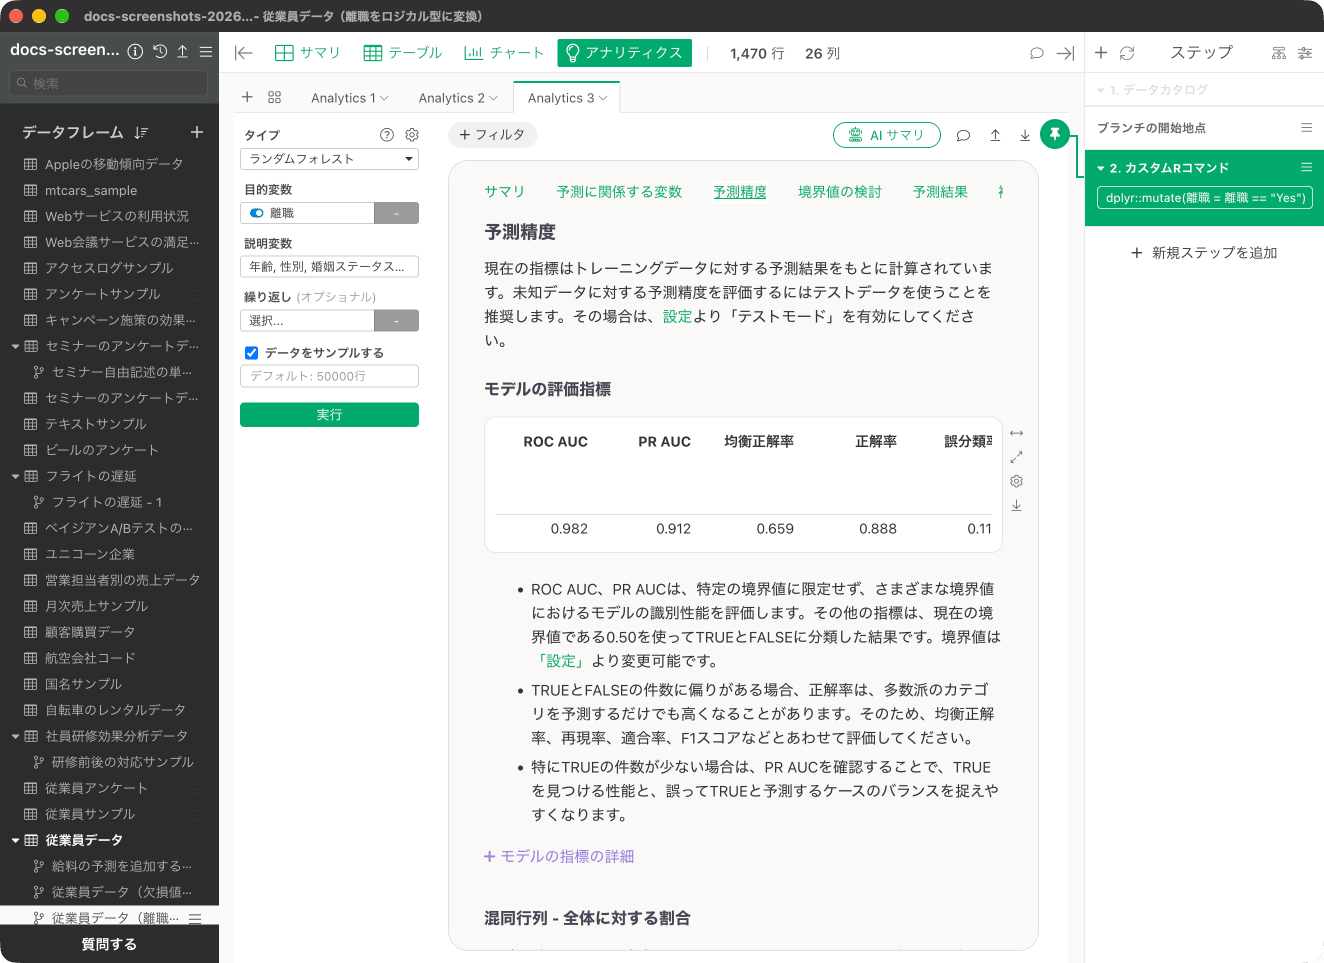 docs-screenshots-2026...- 従業員データ（離職をロジカル型に変換）
docs-screen...
検索
データフレーム
Appleの移動傾向データ
mtcars_sample
Webサービスの利用状況
Web会議サービスの満足…
アクセスログサンプル
アンケートサンプル
キャンペーン施策の効果…
セミナーのアンケートデ…
セミナー自由記述の単…
セミナーのアンケートデ…
テキストサンプル
ビールのアンケート
フライトの遅延
フライトの遅延 - 1
ベイジアンA/Bテストの…
ユニコーン企業
営業担当者別の売上データ
月次売上サンプル
顧客購買データ
航空会社コード
国名サンプル
自転車のレンタルデータ
社員研修効果分析データ
研修前後の対応サンプル
従業員アンケート
従業員サンプル
従業員データ
給料の予測を追加する…
従業員データ（欠損値…
従業員データ（離職…
質問する
サマリ
テーブル
チャート
アナリティクス
1,470 行 26 列
Analytics 1
Analytics 2
Analytics 3
タイプ
ランダムフォレスト
目的変数
離職
-
説明変数
年齢, 性別, 婚姻ステータス...
繰り返し (オプショナル)
選択...
-
データをサンプルする
デフォルト: 50000行
実行
+ フィルタ
AI サマリ
サマリ 予測に関係する変数 予測精度 境界値の検討 予測結果
予測精度
現在の指標はトレーニングデータに対する予測結果をもとに計算されていま
す。未知データに対する予測精度を評価するにはテストデータを使うことを
推奨します。その場合は、設定より「テストモード」を有効にしてくださ
い。
モデルの評価指標
ROC AUC PR AUC 均衡正解率 正解率 誤分類率
0.982 0.912 0.659 0.888 0.11
• ROC AUC、PR AUCは、特定の境界値に限定せず、さまざまな境界値
におけるモデルの識別性能を評価します。その他の指標は、現在の境
界値である0.50を使ってTRUEとFALSEに分類した結果です。境界値は
「設定」より変更可能です。
• TRUEとFALSEの件数に偏りがある場合、正解率は、多数派のカテゴ
リを予測するだけでも高くなることがあります。そのため、均衡正解
率、再現率、適合率、F1スコアなどとあわせて評価してください。
• 特にTRUEの件数が少ない場合は、PR AUCを確認することで、TRUE
を見つける性能と、誤ってTRUEと予測するケースのバランスを捉えや
すくなります。
+ モデルの指標の詳細
混同行列 - 全体に対する割合
ステップ
1. データカタログ
ブランチの開始地点
2. カスタムRコマンド
dplyr::mutate(離職 = 離職 == "Yes")
+ 新規ステップを追加